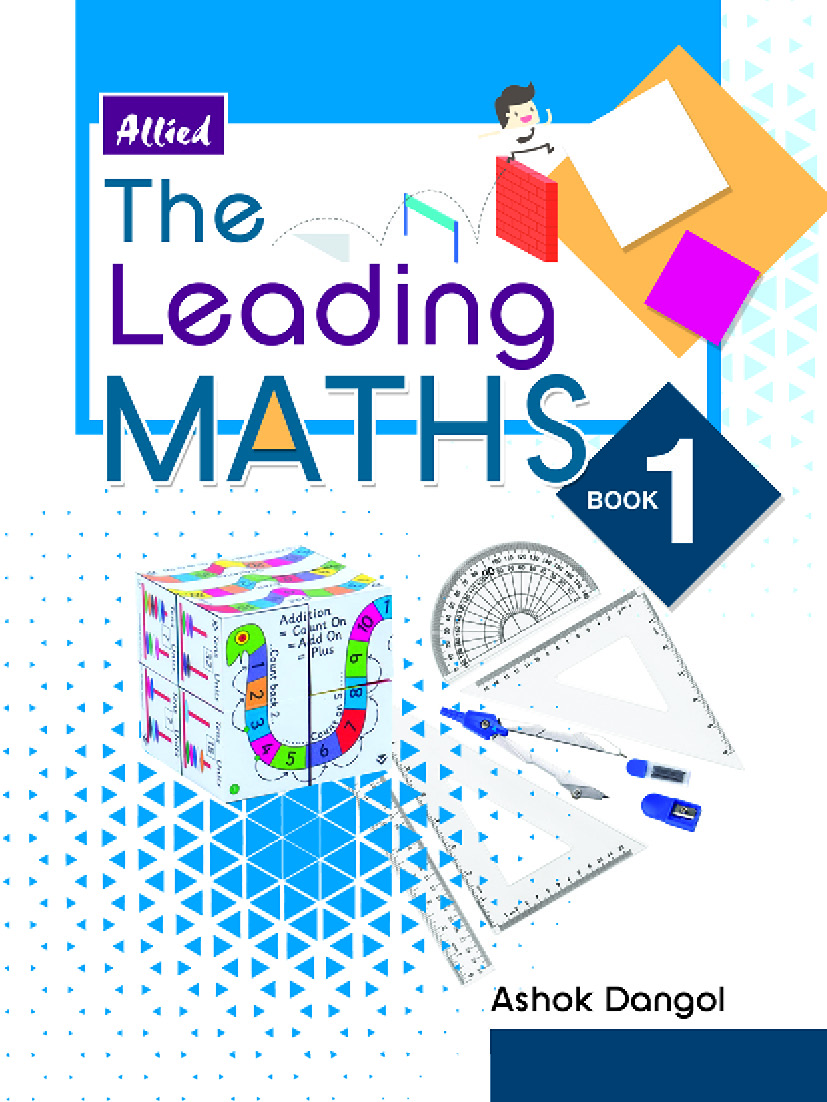 Allied
The
Leading
MATHS
BOOK 1
Addition
= Count On
= Add On
= Plus
Count back 2
1
2
3
4
5
6
7
8
9
10
Ashok Dangol